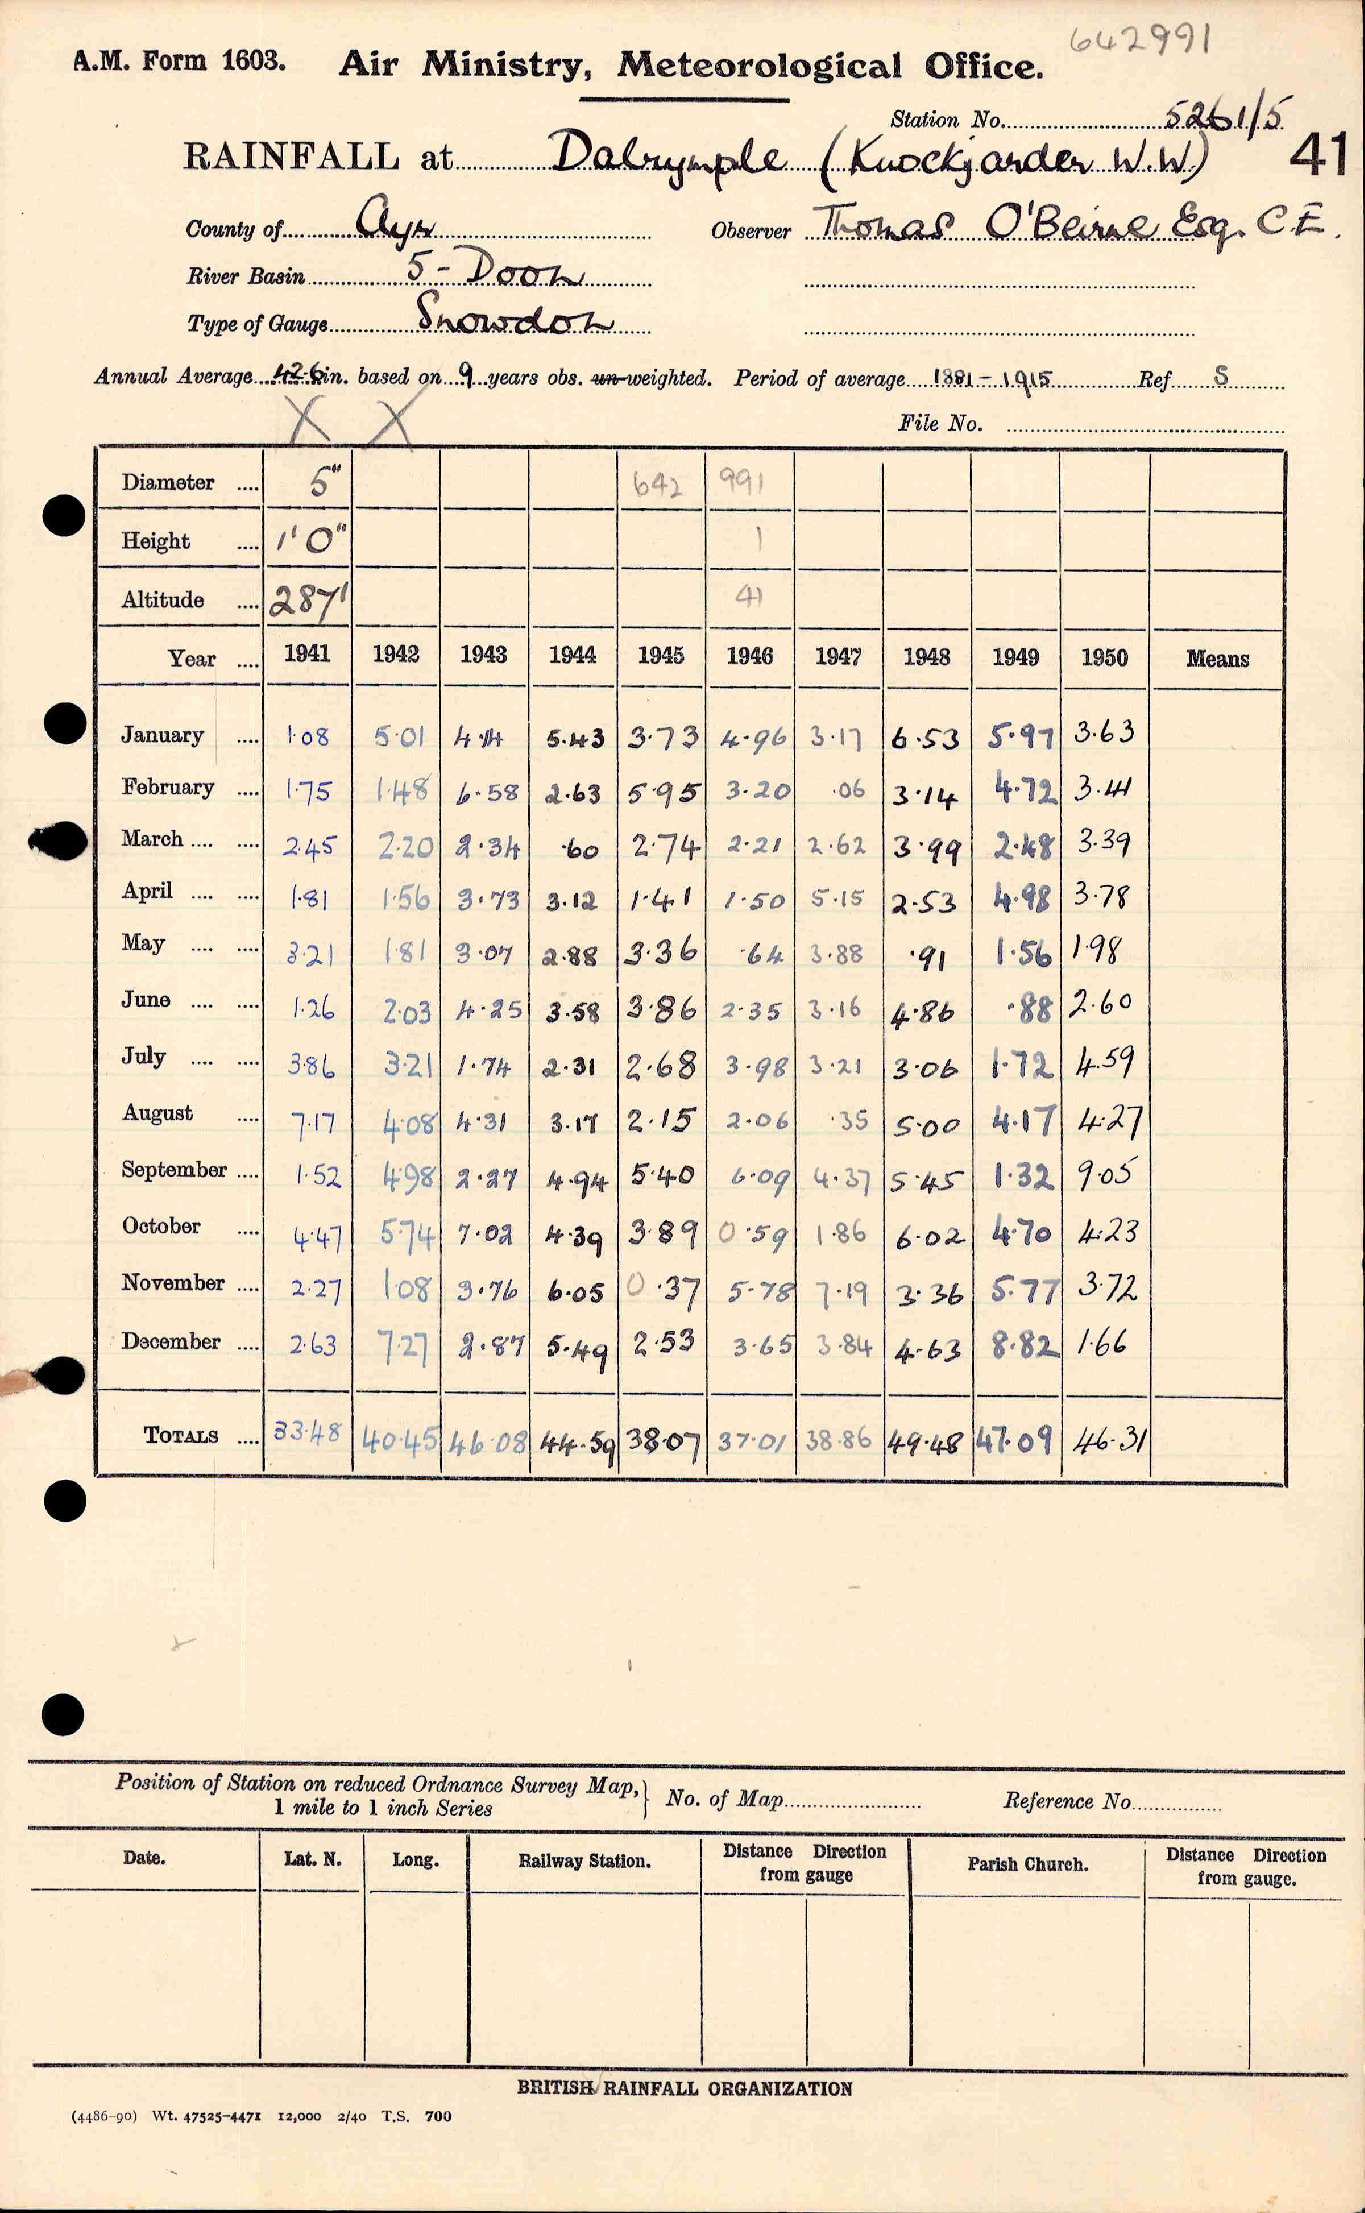 642991
A.M. Form 1603. Air Ministry, Meteorological Office.
Station No. 5261/5
RAINFALL at Dalrymple (Knockjarder W.W.) 41
County of Ayr Observer Thomas O'Beirne Esq. C.E.
River Basin 5 - Doon
Type of Gauge Snowdon
Annual Average 42.6 in. based on 9 years obs. un-weighted. Period of average 1881 - 1915 Ref S
X X
File No.
Diameter .... 5" 642 991
Height .... 1' 0" 1
Altitude .... 287' 41
Year .... 1941 1942 1943 1944 1945 1946 1947 1948 1949 1950 Means
January .... 1.08 5.01 4.14 5.43 3.73 4.96 3.17 6.53 5.97 3.63
February .... 1.75 1.48 6.58 2.63 5.95 3.20 .06 3.14 4.72 3.41
March .... .... 2.45 2.20 2.34 .60 2.74 2.21 2.62 3.99 2.48 3.39
April .... .... 1.81 1.56 3.73 3.12 1.41 1.50 5.15 2.53 4.98 3.78
May .... .... 3.21 1.81 3.07 2.88 3.36 .64 3.88 .91 1.56 1.98
June .... .... 1.26 2.03 4.25 3.58 3.86 2.35 3.16 4.86 .88 2.60
July .... .... 3.86 3.21 1.74 2.31 2.68 3.98 3.21 3.06 1.72 4.59
August .... 7.17 4.08 4.31 3.17 2.15 2.06 .35 5.00 4.17 4.27
September .... 1.52 4.98 2.27 4.94 5.40 6.09 4.37 5.45 1.32 9.05
October .... 4.47 5.74 7.02 4.39 3.89 0.59 1.86 6.02 4.70 4.23
November .... 2.27 1.08 3.76 6.05 0.37 5.78 7.19 3.36 5.77 3.72
December .... 2.63 7.27 2.87 5.49 2.53 3.65 3.84 4.63 8.82 1.66
TOTALS .... 33.48 40.45 46.08 44.59 38.07 37.01 38.86 49.48 47.09 46.31
Position of Station on reduced Ordnance Survey Map, 1 mile to 1 inch Series } No. of Map Reference No.
Date. Lat. N. Long. Railway Station. Distance Direction from gauge Parish Church. Distance Direction from gauge.
BRITISH RAINFALL ORGANIZATION
(4486-90) Wt. 47525-4471 12,000 2/40 T.S. 700